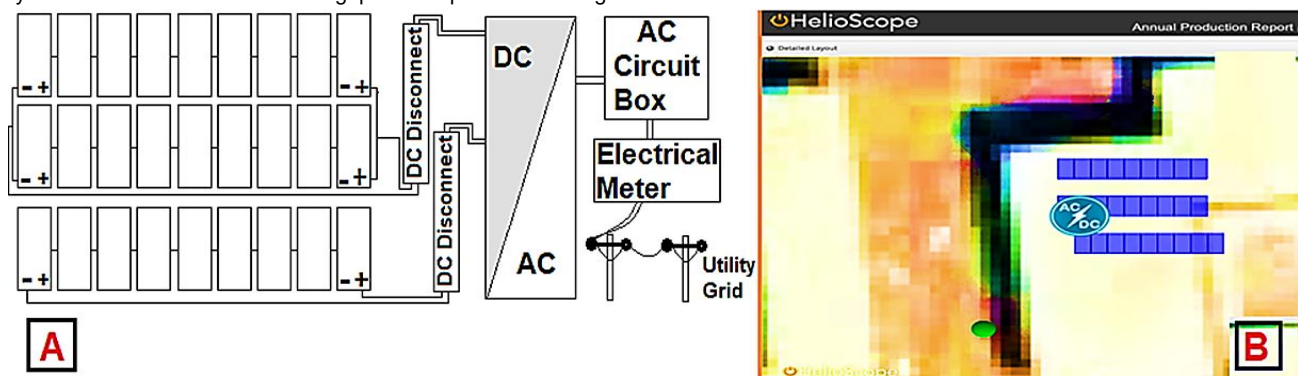 - +
- +
- +
- +
- +
- +
DC Disconnect
DC Disconnect
DC
AC
AC
Circuit
Box
Electrical
Meter
Utility
Grid
A
HelioScope
Annual Production Report
Detailed Layout
AC
DC
HelioScope
B